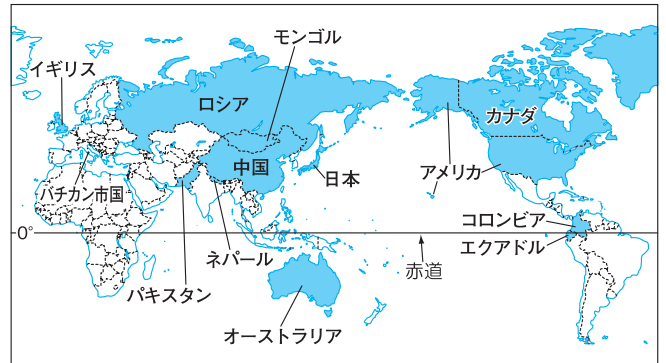 モンゴル
イギリス
ロシア
カナダ
中国
日本
アメリカ
バチカン市国
コロンビア
0°
ネパール
エクアドル
赤道
パキスタン
オーストラリア